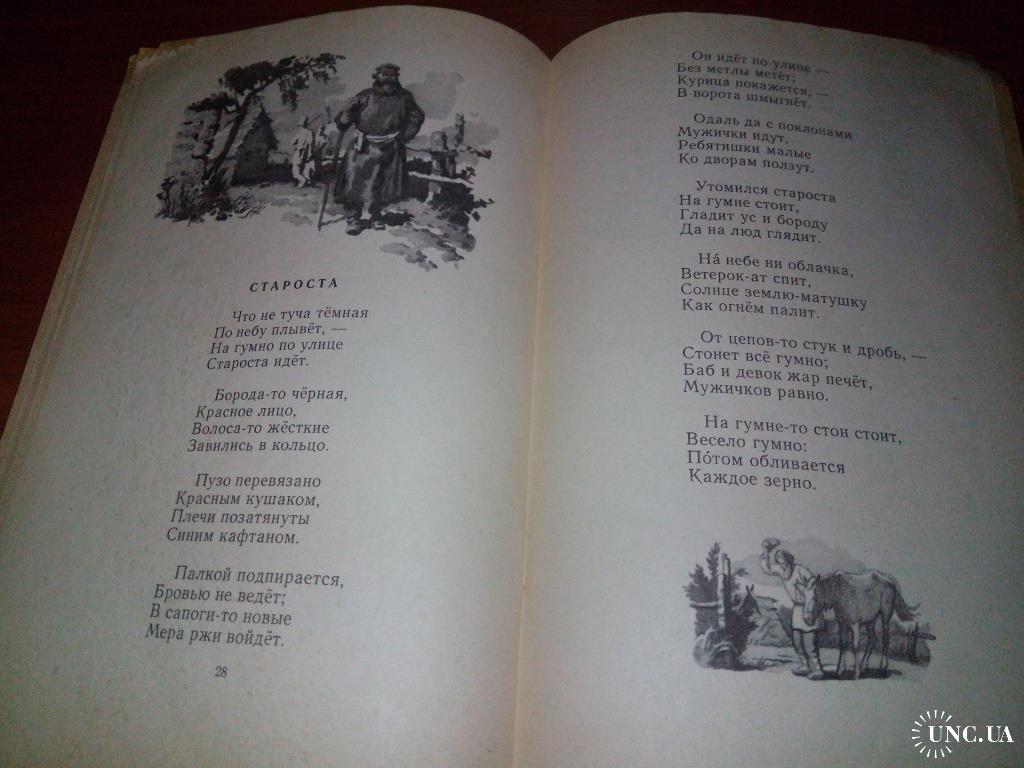 СТАРОСТА
Что не туча тёмная
По небу плывёт, —
На гумно по улице
Староста идёт.
Борода-то чёрная,
Красное лицо,
Волоса-то жёсткие
Завились в кольцо.
Пузо перевязано
Красным кушаком,
Плечи позатянуты
Синим кафтаном.
Палкой подпирается,
Бровью не ведёт;
В сапоги-то новые
Мера ржи войдёт.
28
Он идёт по улице —
Без метлы метёт;
Курица покажется, —
В ворота шмыгнёт.
Одаль да с поклонами
Мужички идут,
Ребятишки малые
Ко дворам ползут.
Утомился староста
На гумне стоит,
Гладит ус и бороду
Да на люд глядит.
На́ небе ни облачка,
Ветерок-ат спит,
Солнце землю-матушку
Как огнём палит.
От цепов-то стук и дробь, —
Стонет всё гумно;
Баб и девок жар печёт,
Мужичков равно.
На гумне-то стон стоит,
Весело гумно:
По́том обливается
Каждое зерно.
UNC.UA